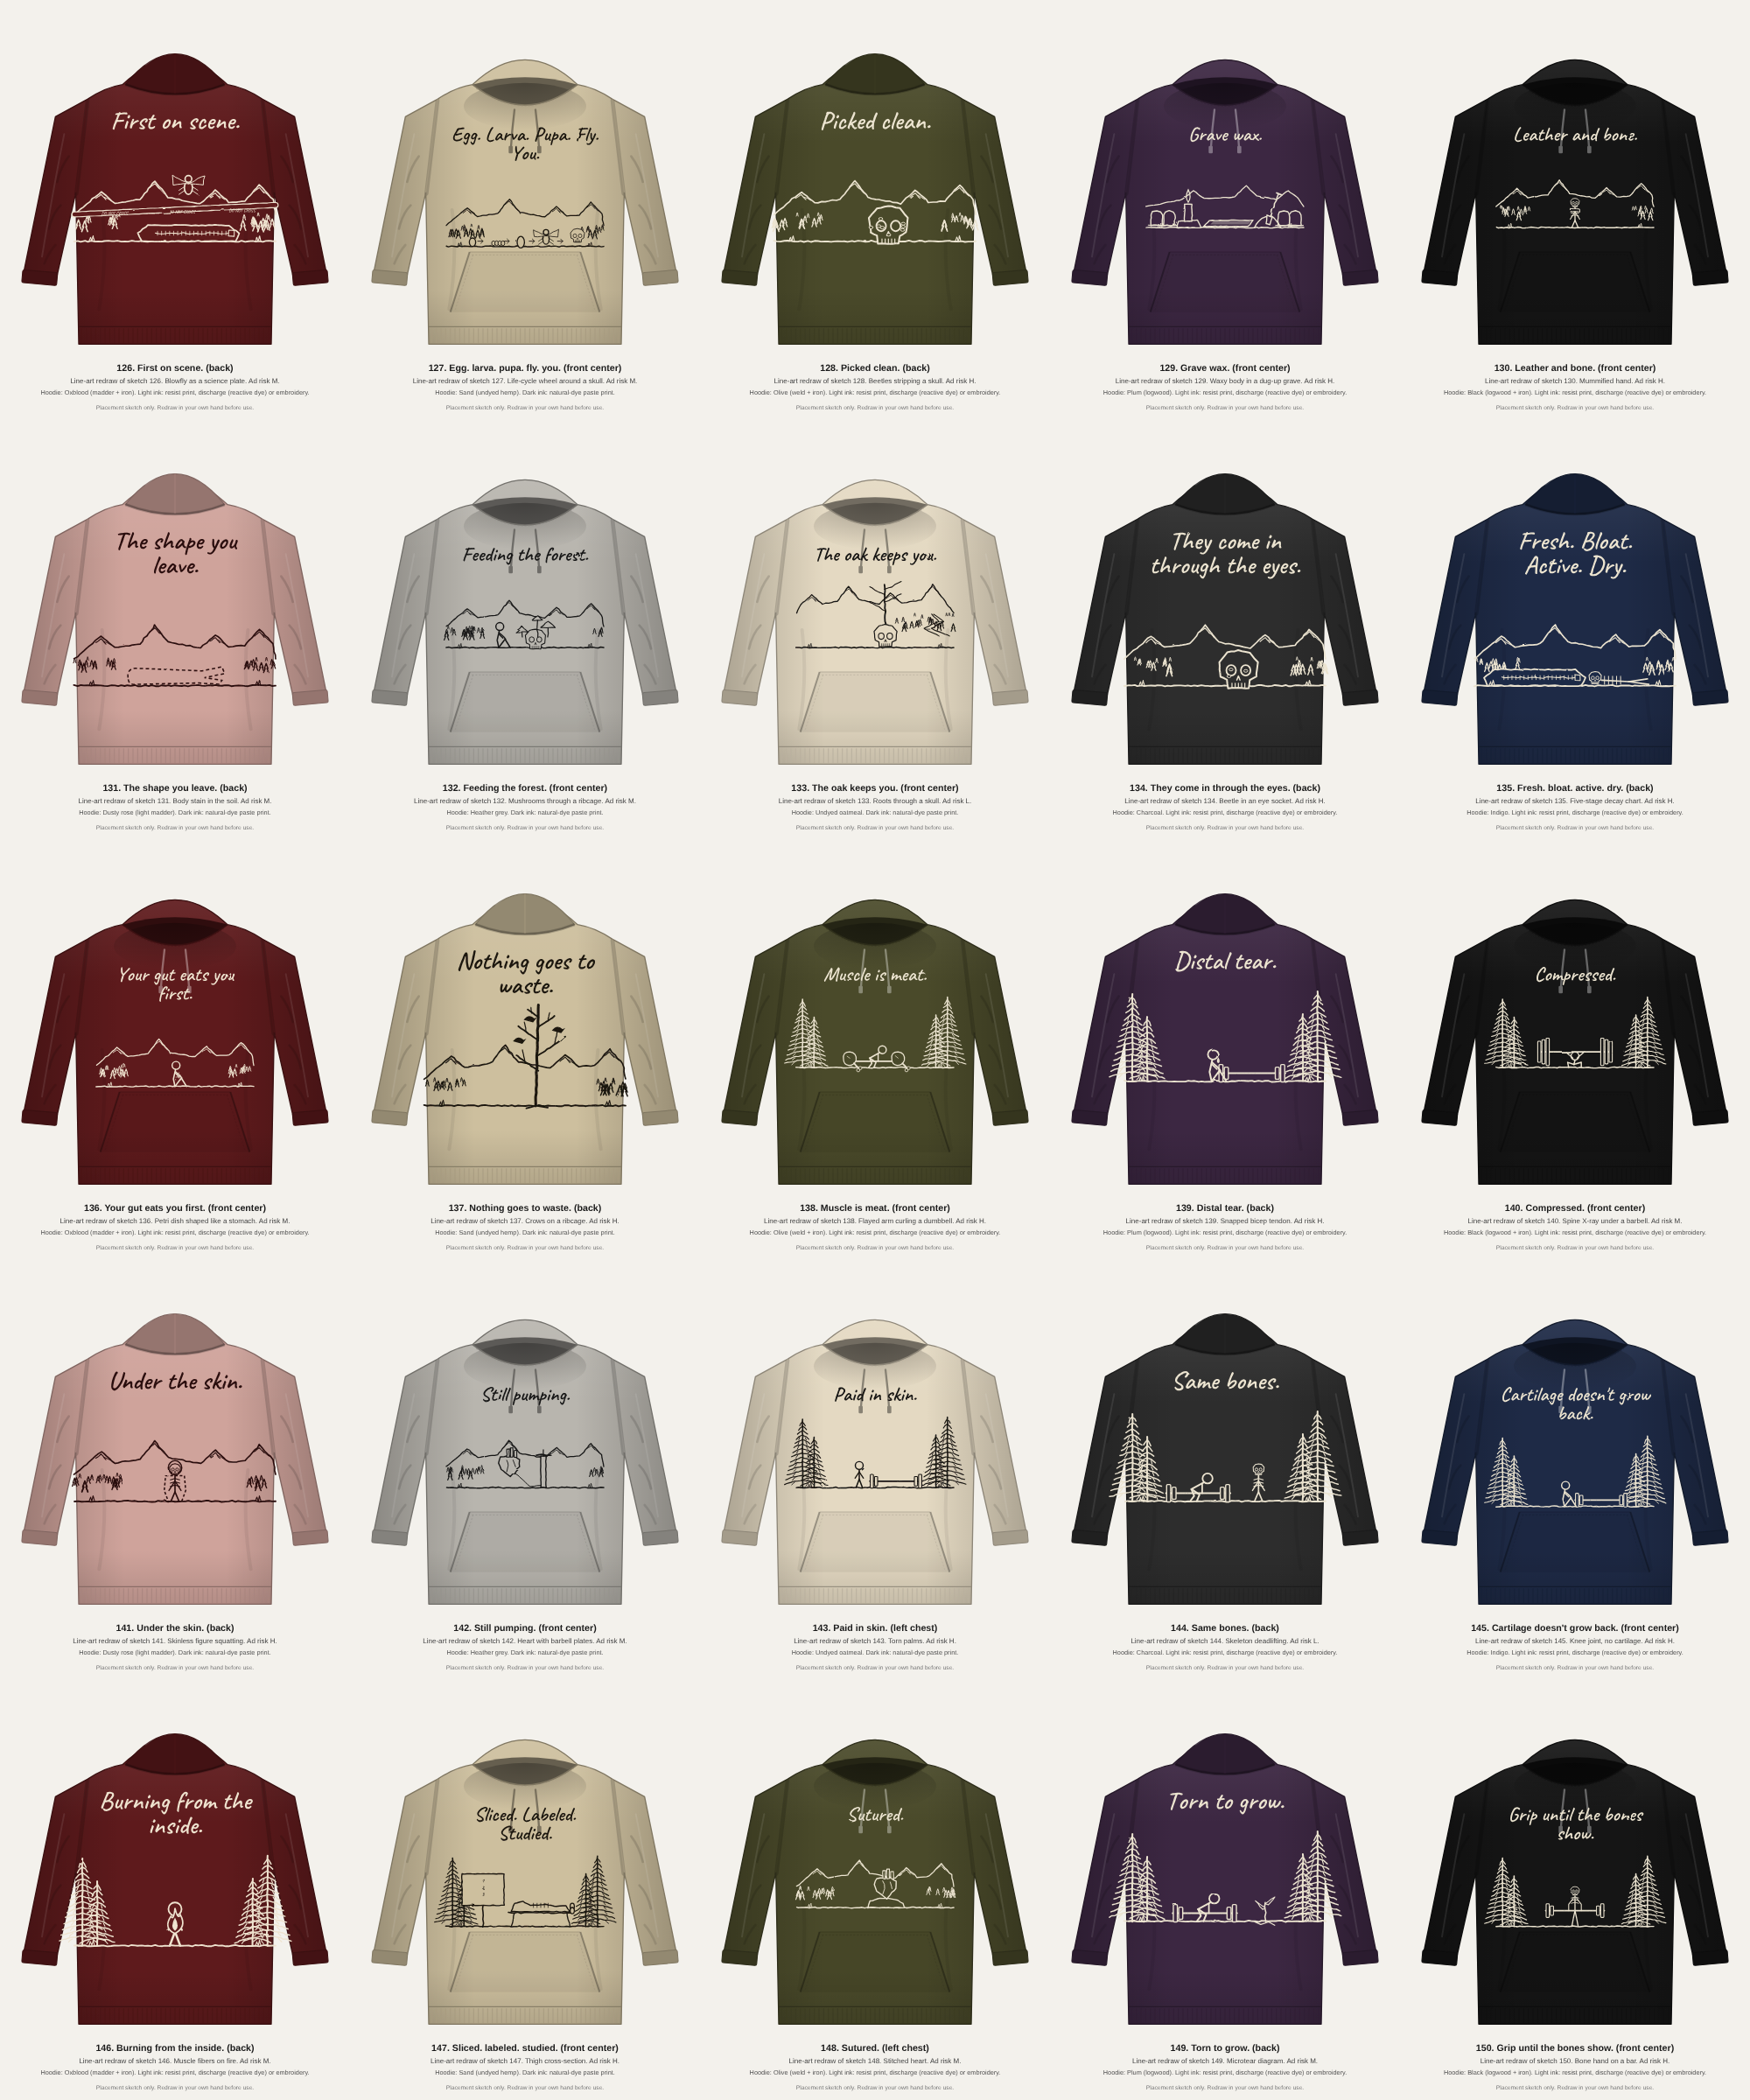 First on scene.
Egg. Larva. Pupa. Fly.
You.
Picked clean.
Grave wax.
Leather and bone.
126. First on scene. (back)
Line-art redraw of sketch 126. Blowfly as a science plate. Ad risk M.
Hoodie: Oxblood (madder + iron). Light ink: resist print, discharge (reactive dye) or embroidery.
Placement sketch only. Redraw in your own hand before use.
127. Egg. larva. pupa. fly. you. (front center)
Line-art redraw of sketch 127. Life-cycle wheel around a skull. Ad risk M.
Hoodie: Sand (undyed hemp). Dark ink: natural-dye paste print.
Placement sketch only. Redraw in your own hand before use.
128. Picked clean. (back)
Line-art redraw of sketch 128. Beetles stripping a skull. Ad risk H.
Hoodie: Olive (weld + iron). Light ink: resist print, discharge (reactive dye) or embroidery.
Placement sketch only. Redraw in your own hand before use.
129. Grave wax. (front center)
Line-art redraw of sketch 129. Waxy body in a dug-up grave. Ad risk H.
Hoodie: Plum (logwood). Light ink: resist print, discharge (reactive dye) or embroidery.
Placement sketch only. Redraw in your own hand before use.
130. Leather and bone. (front center)
Line-art redraw of sketch 130. Mummified hand. Ad risk H.
Hoodie: Black (logwood + iron). Light ink: resist print, discharge (reactive dye) or embroidery.
Placement sketch only. Redraw in your own hand before use.
The shape you
leave.
Feeding the forest.
The oak keeps you.
They come in
through the eyes.
Fresh. Bloat.
Active. Dry.
131. The shape you leave. (back)
Line-art redraw of sketch 131. Body stain in the soil. Ad risk M.
Hoodie: Dusty rose (light madder). Dark ink: natural-dye paste print.
Placement sketch only. Redraw in your own hand before use.
132. Feeding the forest. (front center)
Line-art redraw of sketch 132. Mushrooms through a ribcage. Ad risk M.
Hoodie: Heather grey. Dark ink: natural-dye paste print.
Placement sketch only. Redraw in your own hand before use.
133. The oak keeps you. (front center)
Line-art redraw of sketch 133. Roots through a skull. Ad risk L.
Hoodie: Undyed oatmeal. Dark ink: natural-dye paste print.
Placement sketch only. Redraw in your own hand before use.
134. They come in through the eyes. (back)
Line-art redraw of sketch 134. Beetle in an eye socket. Ad risk H.
Hoodie: Charcoal. Light ink: resist print, discharge (reactive dye) or embroidery.
Placement sketch only. Redraw in your own hand before use.
135. Fresh. bloat. active. dry. (back)
Line-art redraw of sketch 135. Five-stage decay chart. Ad risk H.
Hoodie: Indigo. Light ink: resist print, discharge (reactive dye) or embroidery.
Placement sketch only. Redraw in your own hand before use.
Your gut eats you
first.
Nothing goes to
waste.
Muscle is meat.
Distal tear.
Compressed.
136. Your gut eats you first. (front center)
Line-art redraw of sketch 136. Petri dish shaped like a stomach. Ad risk M.
Hoodie: Oxblood (madder + iron). Light ink: resist print, discharge (reactive dye) or embroidery.
Placement sketch only. Redraw in your own hand before use.
137. Nothing goes to waste. (back)
Line-art redraw of sketch 137. Crows on a ribcage. Ad risk H.
Hoodie: Sand (undyed hemp). Dark ink: natural-dye paste print.
Placement sketch only. Redraw in your own hand before use.
138. Muscle is meat. (front center)
Line-art redraw of sketch 138. Flayed arm curling a dumbbell. Ad risk H.
Hoodie: Olive (weld + iron). Light ink: resist print, discharge (reactive dye) or embroidery.
Placement sketch only. Redraw in your own hand before use.
139. Distal tear. (back)
Line-art redraw of sketch 139. Snapped bicep tendon. Ad risk H.
Hoodie: Plum (logwood). Light ink: resist print, discharge (reactive dye) or embroidery.
Placement sketch only. Redraw in your own hand before use.
140. Compressed. (front center)
Line-art redraw of sketch 140. Spine X-ray under a barbell. Ad risk M.
Hoodie: Black (logwood + iron). Light ink: resist print, discharge (reactive dye) or embroidery.
Placement sketch only. Redraw in your own hand before use.
Under the skin.
Still pumping.
Paid in skin.
Same bones.
Cartilage doesn't grow
back.
141. Under the skin. (back)
Line-art redraw of sketch 141. Skinless figure squatting. Ad risk H.
Hoodie: Dusty rose (light madder). Dark ink: natural-dye paste print.
Placement sketch only. Redraw in your own hand before use.
142. Still pumping. (front center)
Line-art redraw of sketch 142. Heart with barbell plates. Ad risk M.
Hoodie: Heather grey. Dark ink: natural-dye paste print.
Placement sketch only. Redraw in your own hand before use.
143. Paid in skin. (left chest)
Line-art redraw of sketch 143. Torn palms. Ad risk H.
Hoodie: Undyed oatmeal. Dark ink: natural-dye paste print.
Placement sketch only. Redraw in your own hand before use.
144. Same bones. (back)
Line-art redraw of sketch 144. Skeleton deadlifting. Ad risk L.
Hoodie: Charcoal. Light ink: resist print, discharge (reactive dye) or embroidery.
Placement sketch only. Redraw in your own hand before use.
145. Cartilage doesn't grow back. (front center)
Line-art redraw of sketch 145. Knee joint, no cartilage. Ad risk H.
Hoodie: Indigo. Light ink: resist print, discharge (reactive dye) or embroidery.
Placement sketch only. Redraw in your own hand before use.
Burning from the
inside.
Sliced. Labeled.
Studied.
Sutured.
Torn to grow.
Grip until the bones
show.
146. Burning from the inside. (back)
Line-art redraw of sketch 146. Muscle fibers on fire. Ad risk M.
Hoodie: Oxblood (madder + iron). Light ink: resist print, discharge (reactive dye) or embroidery.
Placement sketch only. Redraw in your own hand before use.
147. Sliced. labeled. studied. (front center)
Line-art redraw of sketch 147. Thigh cross-section. Ad risk H.
Hoodie: Sand (undyed hemp). Dark ink: natural-dye paste print.
Placement sketch only. Redraw in your own hand before use.
148. Sutured. (left chest)
Line-art redraw of sketch 148. Stitched heart. Ad risk M.
Hoodie: Olive (weld + iron). Light ink: resist print, discharge (reactive dye) or embroidery.
Placement sketch only. Redraw in your own hand before use.
149. Torn to grow. (back)
Line-art redraw of sketch 149. Microtear diagram. Ad risk M.
Hoodie: Plum (logwood). Light ink: resist print, discharge (reactive dye) or embroidery.
Placement sketch only. Redraw in your own hand before use.
150. Grip until the bones show. (front center)
Line-art redraw of sketch 150. Bone hand on a bar. Ad risk H.
Hoodie: Black (logwood + iron). Light ink: resist print, discharge (reactive dye) or embroidery.
Placement sketch only. Redraw in your own hand before use.